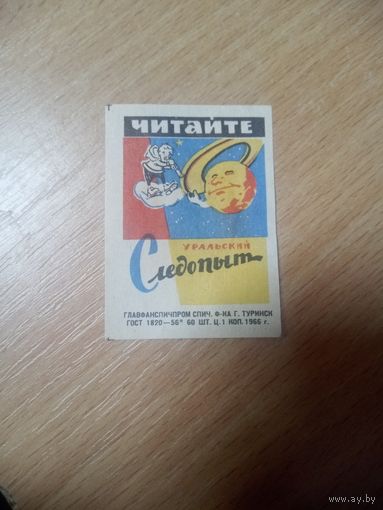 ЧИТАЙТЕ
УРАЛЬСКИЙ
Следопыт
ГЛАВФАНСПИЧПРОМ СПИЧ. Ф-КА Г. ТУРИНСК
ГОСТ 1820—56* 60 ШТ. Ц. 1 КОП. 1966 г.
www.ay.by